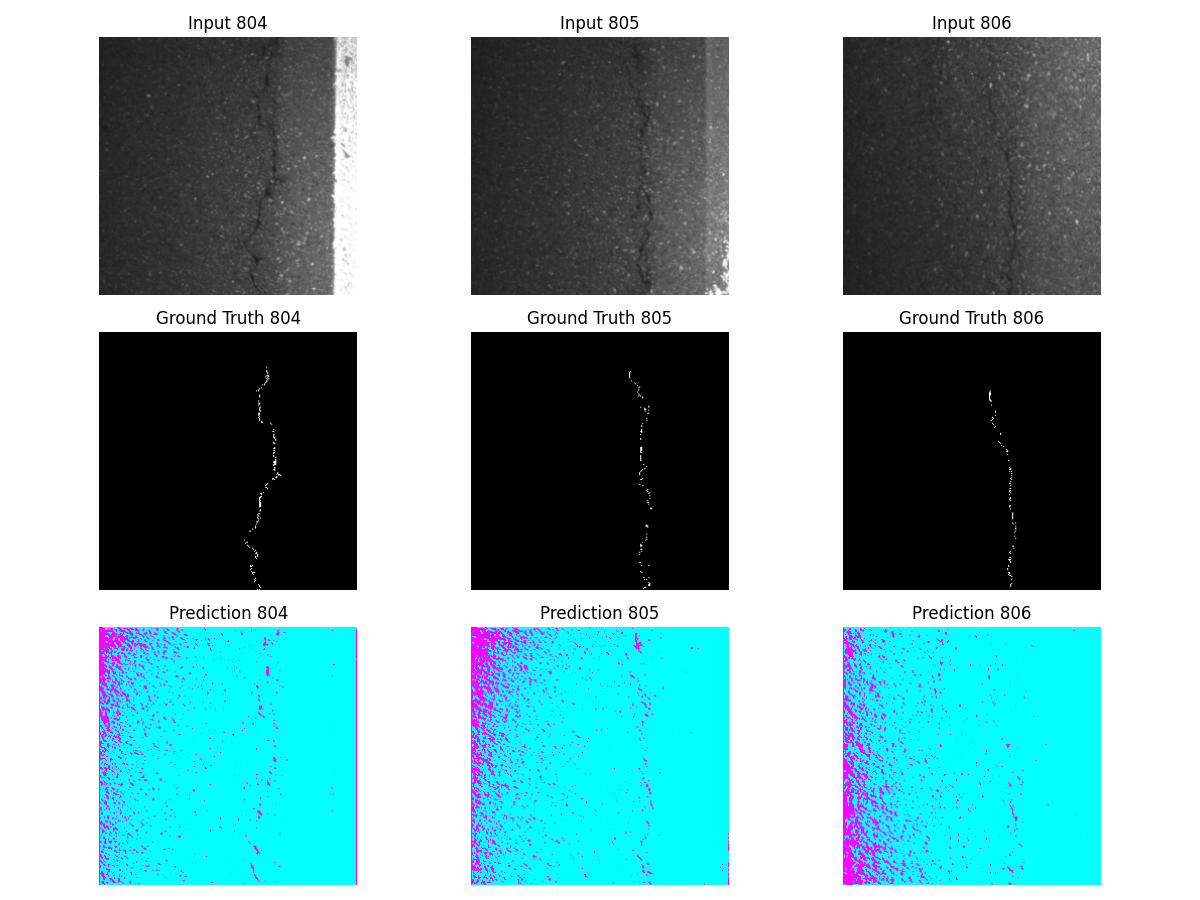 Input 804
Input 805
Input 806
Ground Truth 804
Ground Truth 805
Ground Truth 806
Prediction 804
Prediction 805
Prediction 806